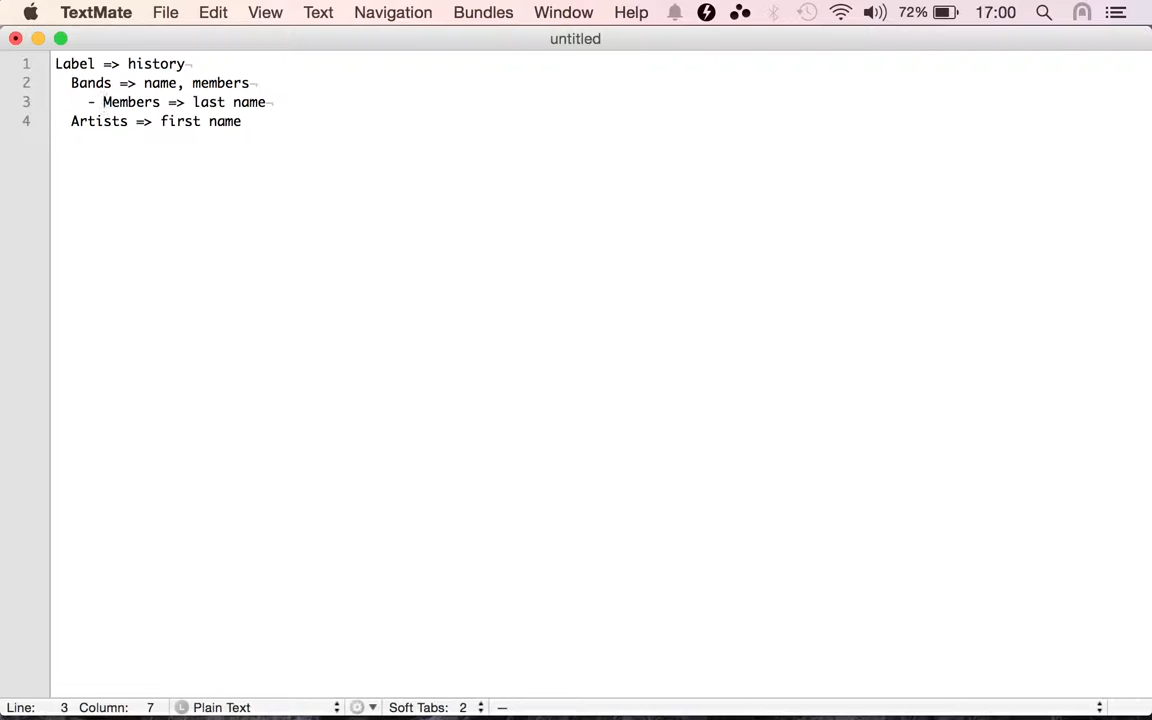 TextMate File Edit View Text Navigation Bundles Window Help 72% 17:00
untitled
1 Label => history¬
2 Bands => name, members¬
3 - Members => last name¬
4 Artists => first name
Line: 3 Column: 7 L Plain Text Soft Tabs: 2 —